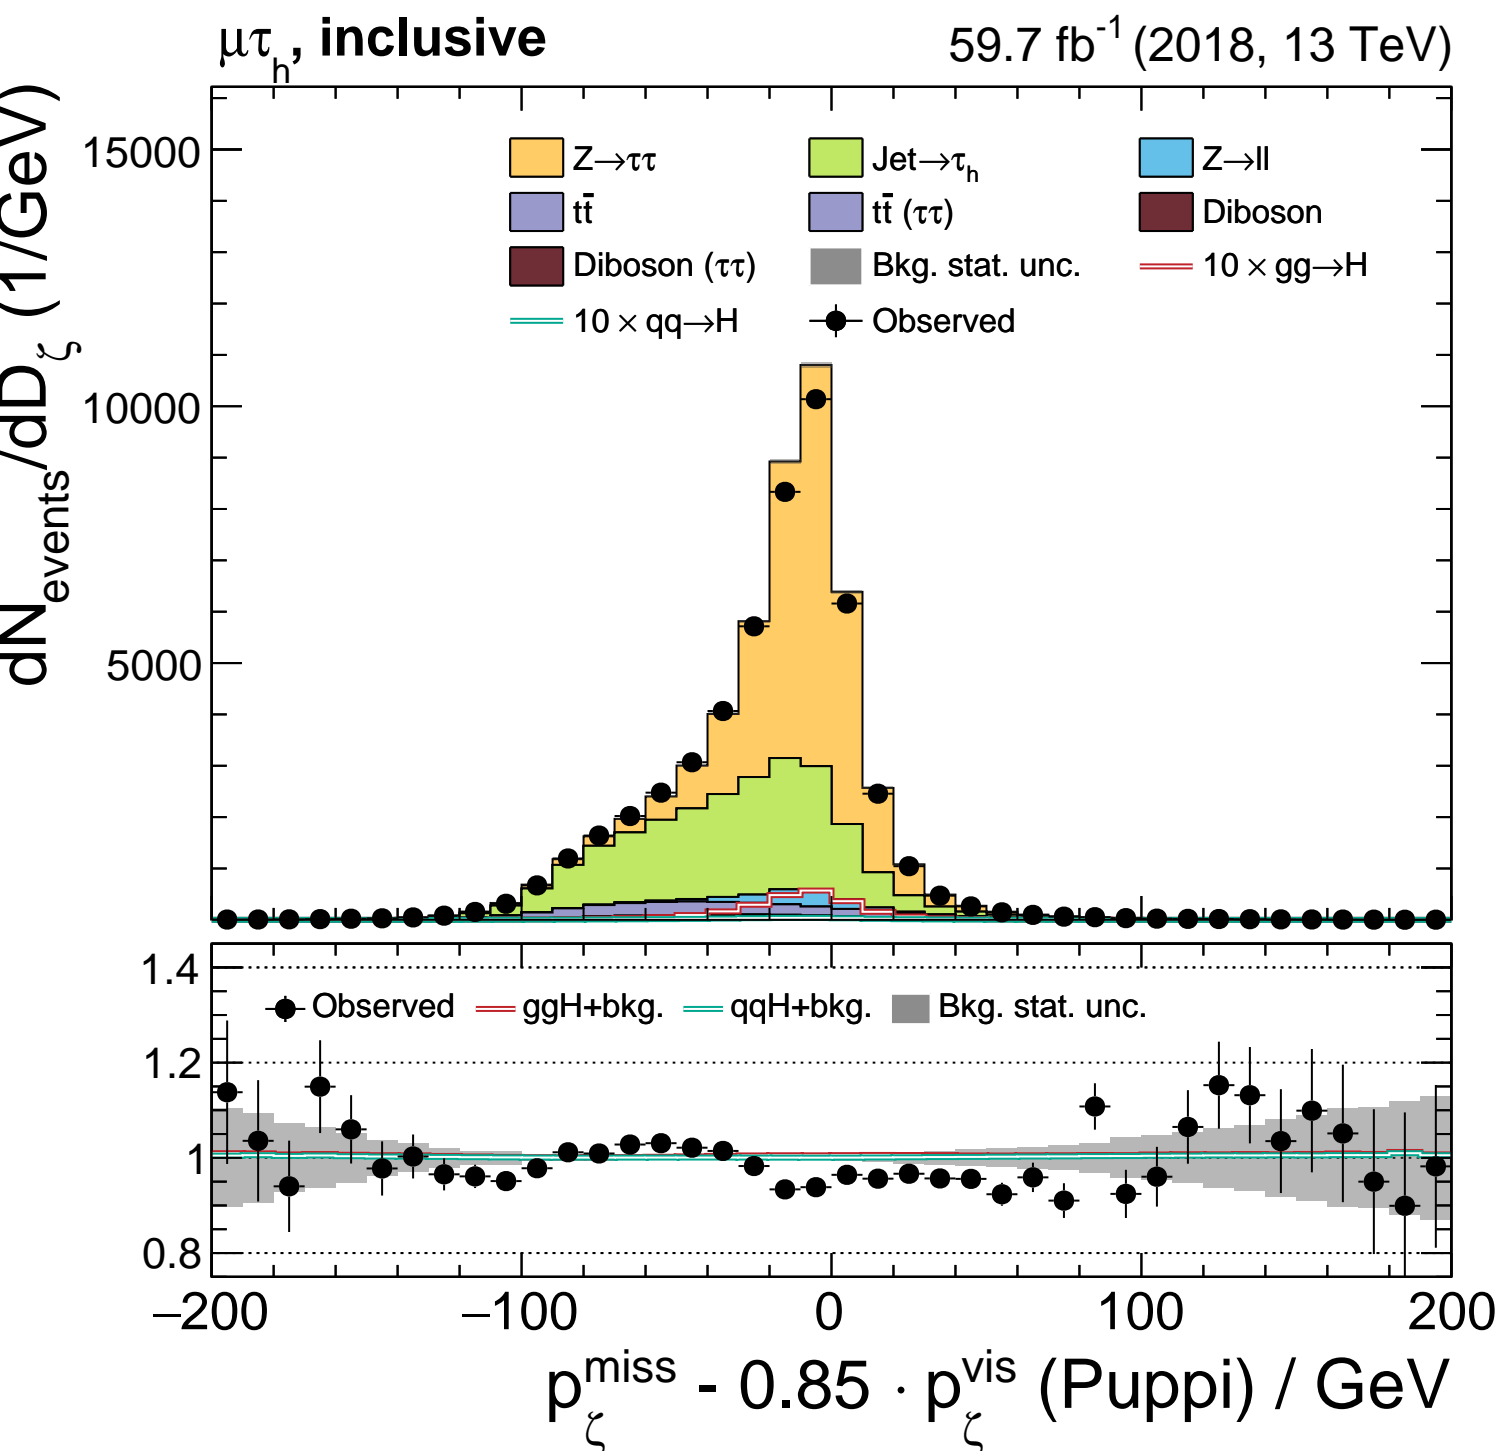 μτh, inclusive 59.7 fb-1 (2018, 13 TeV)
dNevents/dDζ (1/GeV)
15000
10000
5000
Z→ττ Jet→τh Z→ll
tt̄ tt̄ (ττ) Diboson
Diboson (ττ) Bkg. stat. unc. 10 × gg→H
10 × qq→H Observed
1.4
1.2
1
0.8
Observed ggH+bkg. qqH+bkg. Bkg. stat. unc.
−200 −100 0 100 200
pζmiss - 0.85 · pζvis (Puppi) / GeV